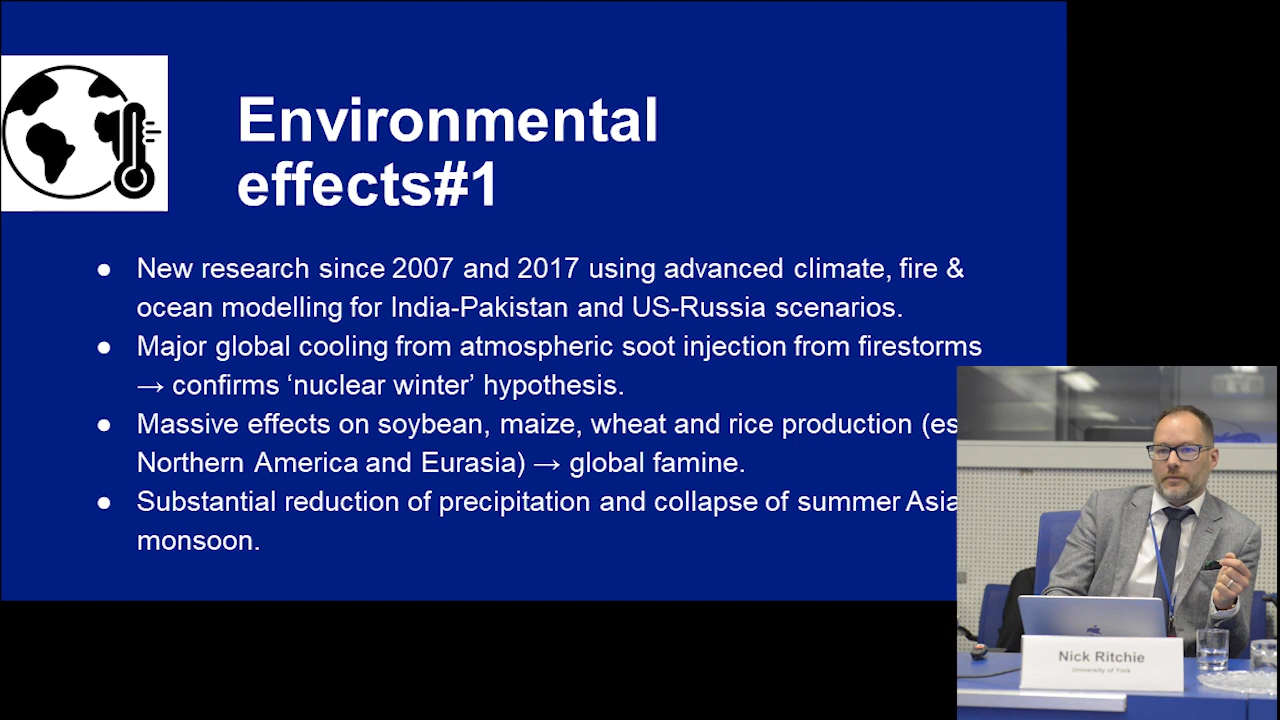 Environmental
effects#1
● New research since 2007 and 2017 using advanced climate, fire &
ocean modelling for India-Pakistan and US-Russia scenarios.
● Major global cooling from atmospheric soot injection from firestorms
→ confirms ‘nuclear winter’ hypothesis.
● Massive effects on soybean, maize, wheat and rice production (es
Northern America and Eurasia) → global famine.
● Substantial reduction of precipitation and collapse of summer Asia
monsoon.
Nick Ritchie
University of York